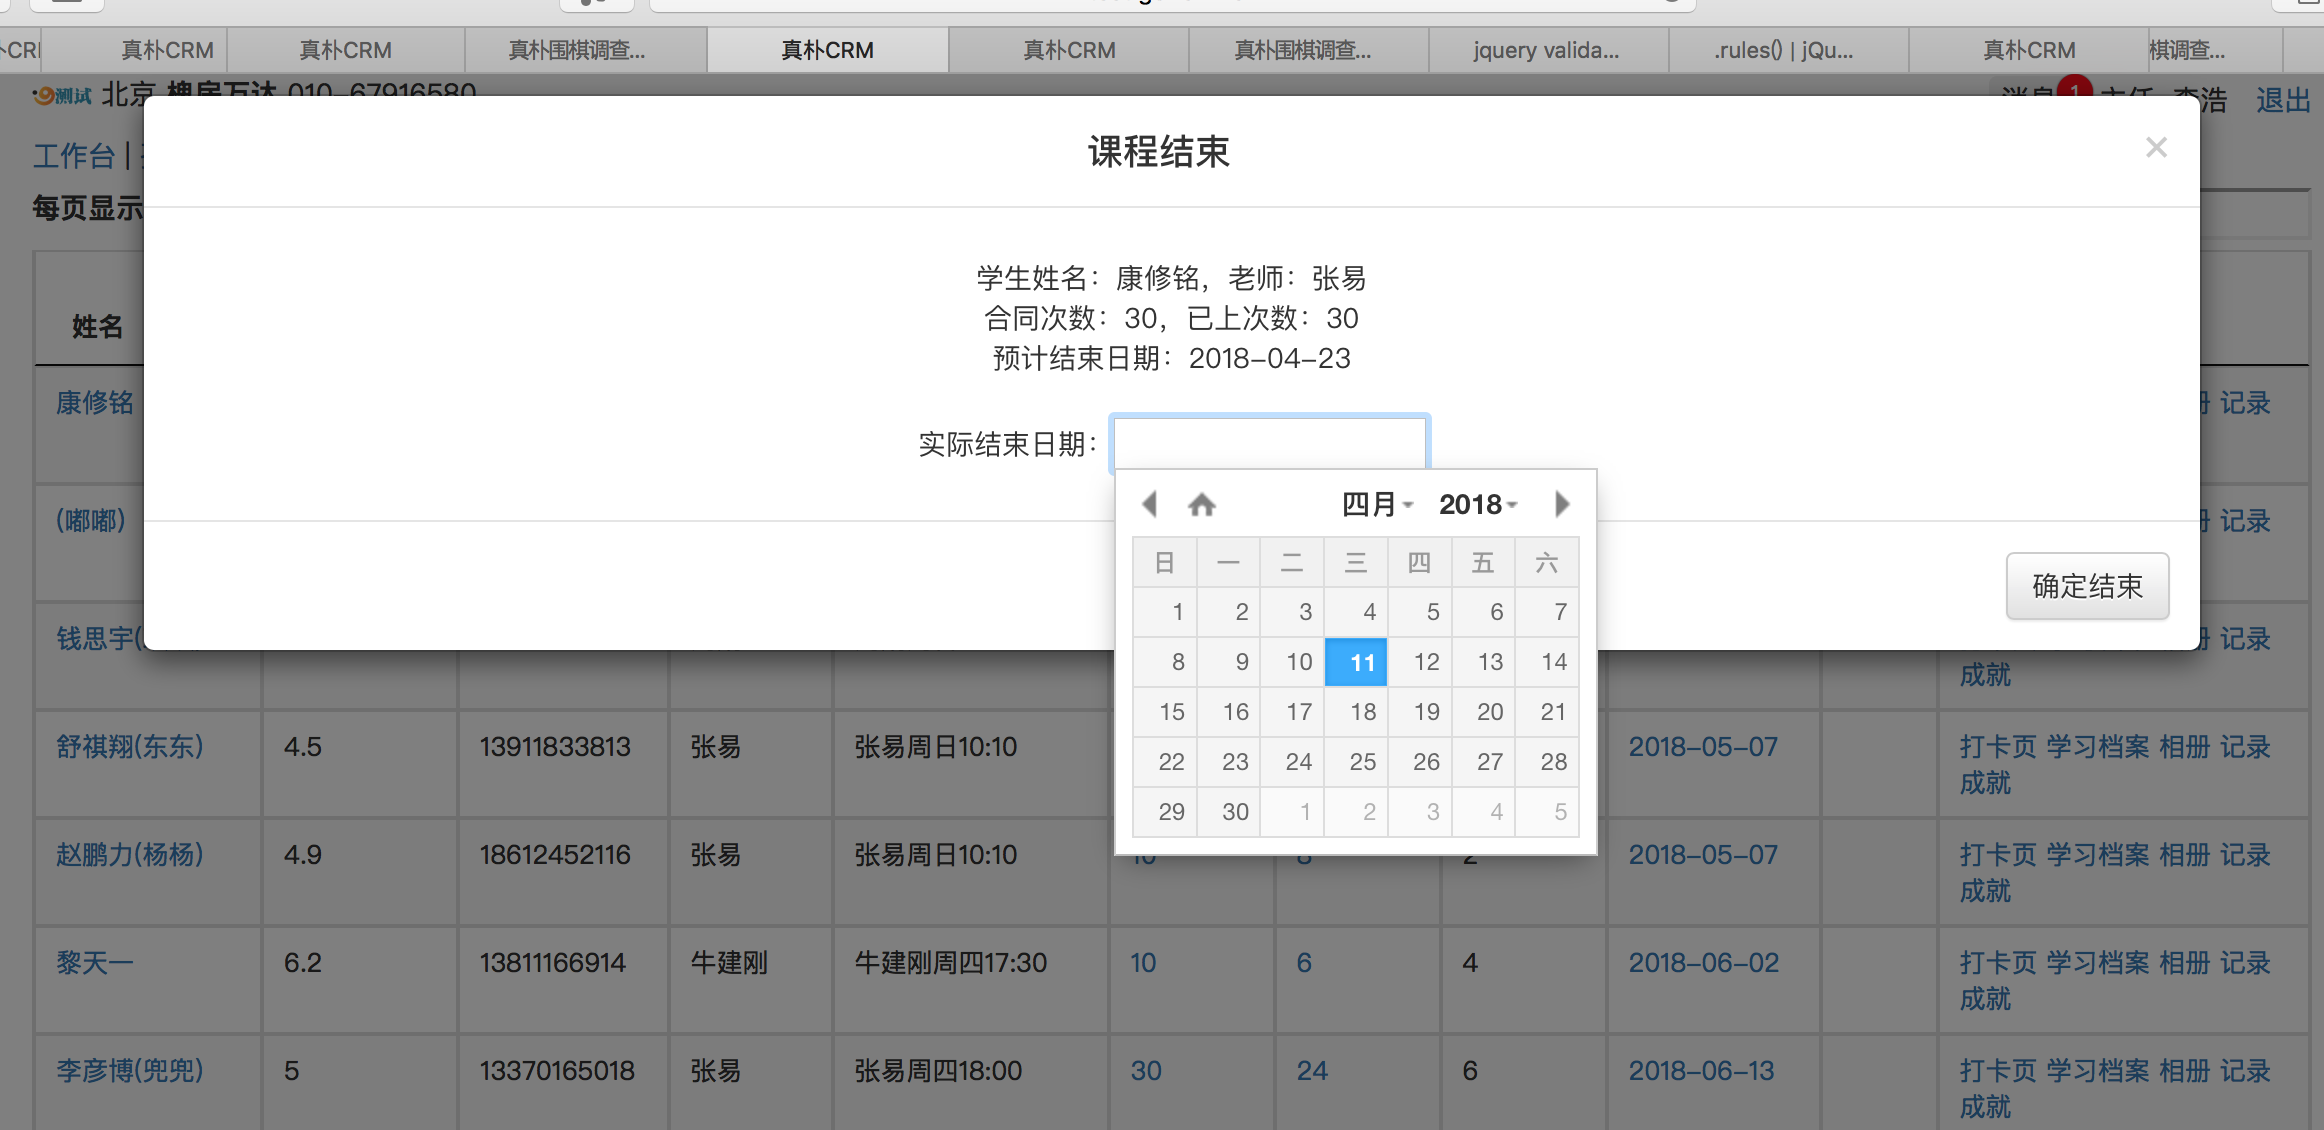 真朴CRM 真朴CRM 真朴围棋调查... 真朴CRM 真朴CRM 真朴围棋调查... jquery valida... .rules() | jQu... 真朴CRM 棋调查...
测试 北京 010-67916580 1 退出
工作台 |
每页显示
课程结束 ×
学生姓名：康修铭，老师：张易
合同次数：30，已上次数：30
预计结束日期：2018-04-23
实际结束日期：
四月 2018
日 一 二 三 四 五 六
1 2 3 4 5 6 7
8 9 10 11 12 13 14
15 16 17 18 19 20 21
22 23 24 25 26 27 28
29 30 1 2 3 4 5
确定结束
姓名
康修铭 记录
(嘟嘟) 记录
钱思宇( 记录
成就
舒祺翔(东东) 4.5 13911833813 张易 张易周日10:10 2018-05-07 打卡页 学习档案 相册 记录
成就
赵鹏力(杨杨) 4.9 18612452116 张易 张易周日10:10 10 8 2 2018-05-07 打卡页 学习档案 相册 记录
成就
黎天一 6.2 13811166914 牛建刚 牛建刚周四17:30 10 6 4 2018-06-02 打卡页 学习档案 相册 记录
成就
李彦博(兜兜) 5 13370165018 张易 张易周四18:00 30 24 6 2018-06-13 打卡页 学习档案 相册 记录
成就